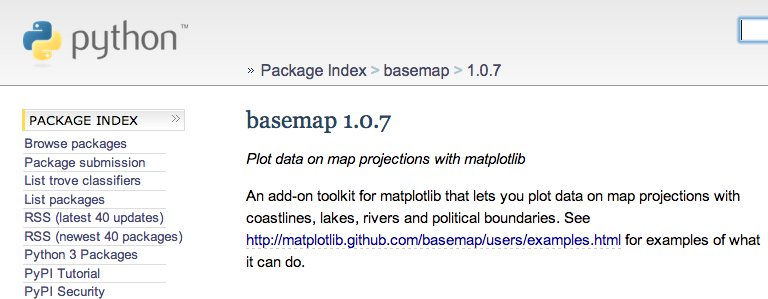 python™
» Package Index > basemap > 1.0.7
PACKAGE INDEX »
Browse packages
Package submission
List trove classifiers
List packages
RSS (latest 40 updates)
RSS (newest 40 packages)
Python 3 Packages
PyPI Tutorial
PyPI Security
basemap 1.0.7
Plot data on map projections with matplotlib
An add-on toolkit for matplotlib that lets you plot data on map projections with
coastlines, lakes, rivers and political boundaries. See
http://matplotlib.github.com/basemap/users/examples.html for examples of what
it can do.